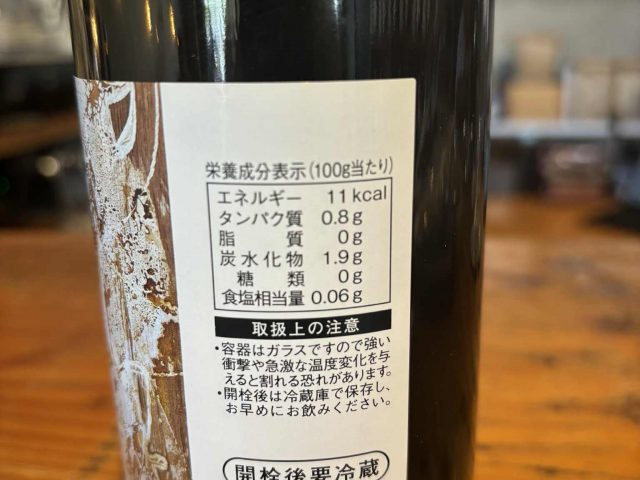 栄養成分表示(100g当たり)
エネルギー 11kcal
タンパク質 0.8g
脂質 0g
炭水化物 1.9g
糖類 0g
食塩相当量 0.06g
取扱上の注意
・容器はガラスですので強い
衝撃や急激な温度変化を与
えると割れる恐れがあります。
・開栓後は冷蔵庫で保存し、
お早めにお飲みください。
開栓後要冷蔵